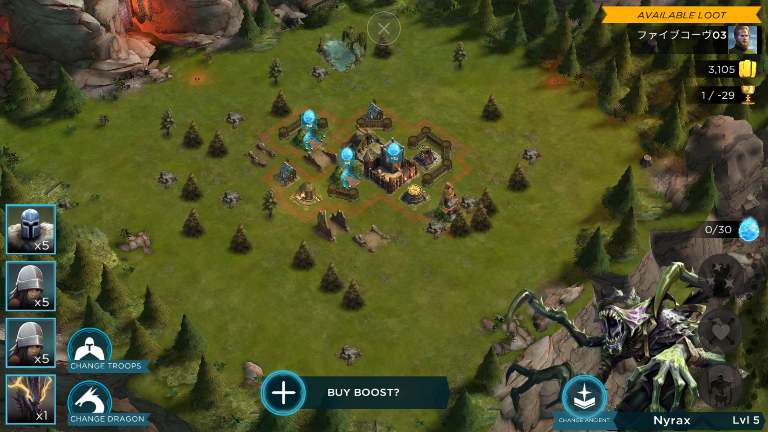 AVAILABLE LOOT
ファイブコーヴ03
3,105
1 / -29
0/30
x5
x5
x5
x1
CHANGE TROOPS
CHANGE DRAGON
BUY BOOST?
CHANGE ANCIENT
Nyrax Lvl 5